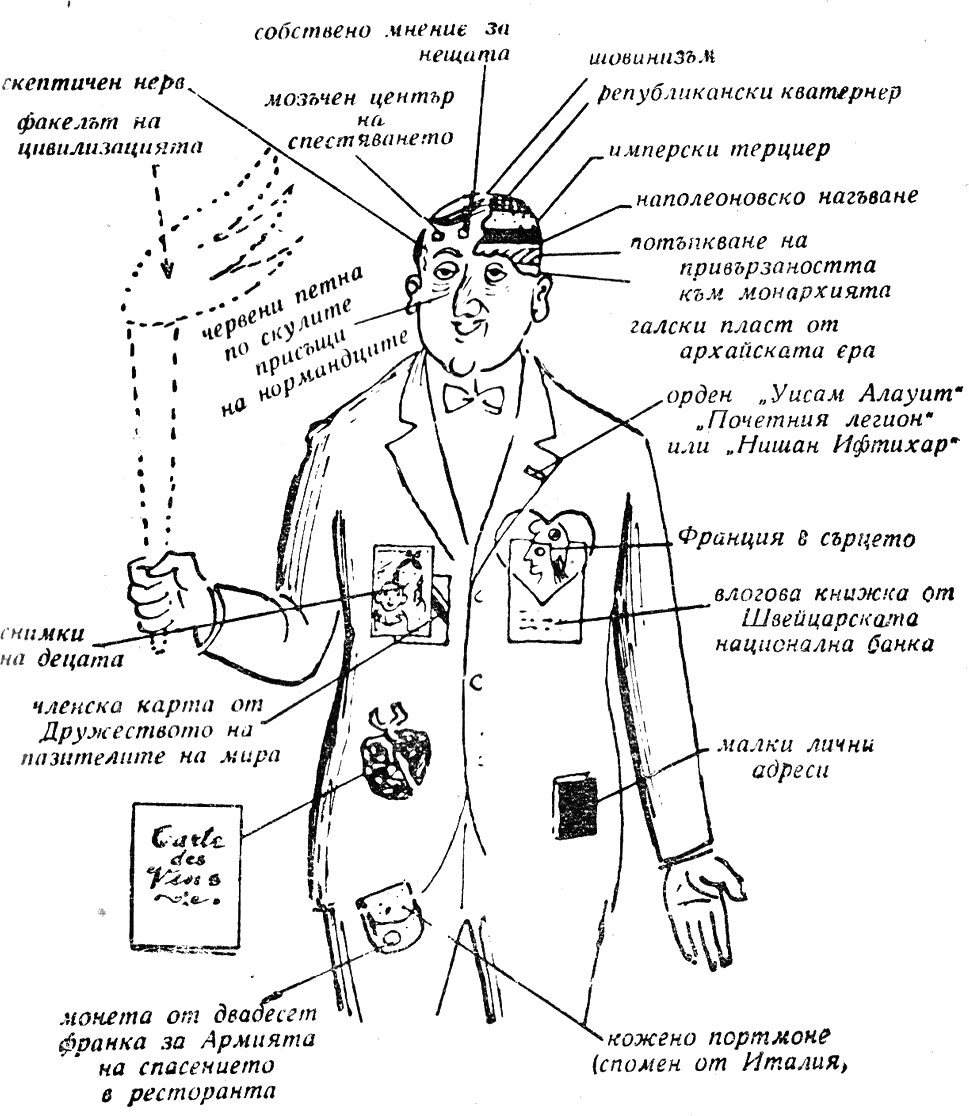 собствено мнение за
нещата
скептичен нерв
мозъчен център
на
спестяването
факелът на
цивилизацията
шовинизъм
републикански кватернер
имперски терциер
наполеоновско нагъване
потъпкване на
привързаността
към монархията
галски пласт от
архайската ера
червени петна
по скулите
присъщи
на нормандците
орден „Уисам Алауит“
„Почетния легион“
или „Нишан Ифтихар“
Франция в сърцето
влогова книжка от
Швейцарската
национална банка
снимки
на децата
членска карта от
Дружеството на
пазителите на мира
малки лични
адреси
Carte
des
Vins
монета от двадесет
франка за Армията
на спасението
в ресторанта
кожено портмоне
(спомен от Италия,